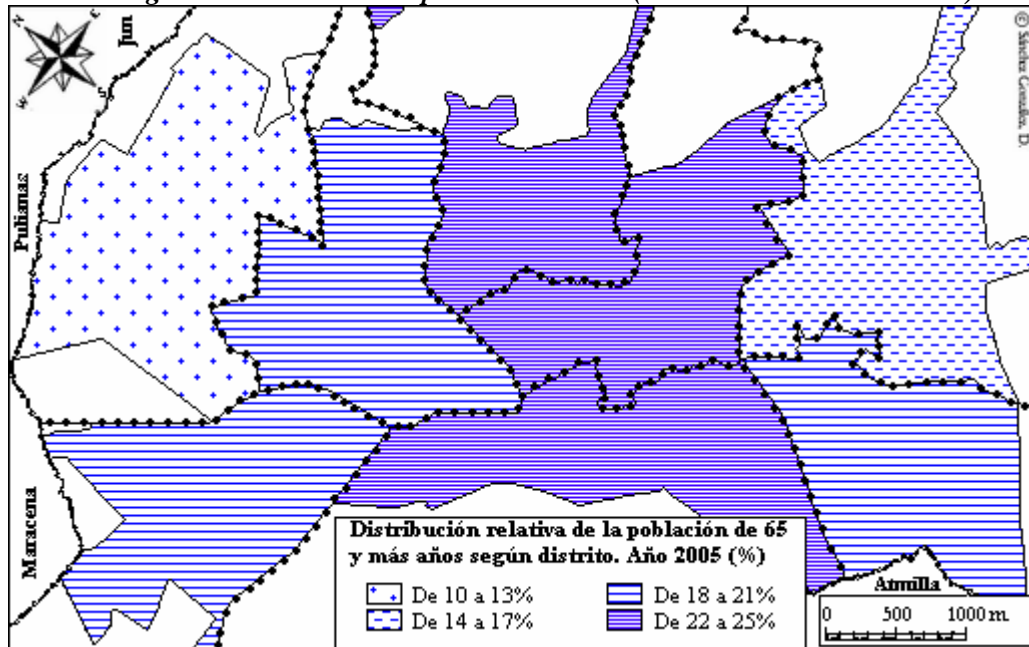 N
E
S
W
Jun
© Sánchez González, D.
Pulianas
Maracena
Distribución relativa de la población de 65
y más años según distrito. Año 2005 (%)
De 10 a 13%
De 18 a 21%
De 14 a 17%
De 22 a 25%
Atmilla
0 500 1000 m.